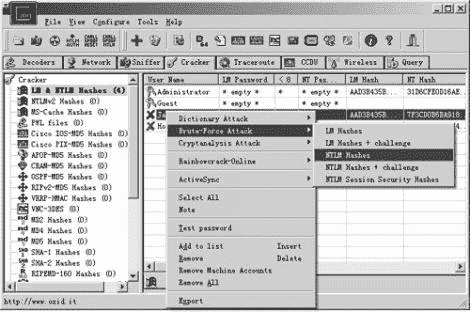 File View Configure Tools Help
Decoders Network Sniffer Cracker Traceroute CCDU Wireless Query
Cracker
LM & NTLM Hashes (4)
NTLMv2 Hashes (0)
MS-Cache Hashes (0)
PWL files (0)
Cisco IOS-MD5 Hashes (0)
Cisco PIX-MD5 Hashes (0)
APOP-MD5 Hashes (0)
CRAM-MD5 Hashes (0)
OSPF-MD5 Hashes (0)
RIPv2-MD5 Hashes (0)
VRRP-HMAC Hashes (0)
VNC-3DES (0)
MD2 Hashes (0)
MD4 Hashes (0)
MD5 Hashes (0)
SHA-1 Hashes (0)
SHA-2 Hashes (0)
RIPEMD-160 Hashes (0)
User Name LM Password < 8 NT Pas... LM Hash NT Hash
Administrator * empty * * * empty * AAD3B435B... 31D6CFE0D16AE...
Guest * empty * * * empty *
AAD3B435B... 7F3CD0B6DA918...
Dictionary Attack
Brute-Force Attack
Cryptanalysis Attack
Rainbowcrack-Online
ActiveSync
Select All
Note
Test password
Add to list Insert
Remove Delete
Remove Machine Accounts
Remove All
Export
LM Hashes
LM Hashes + challenge
NTLM Hashes
NTLM Hashes + challenge
NTLM Session Security Hashes
http://www.oxid.it